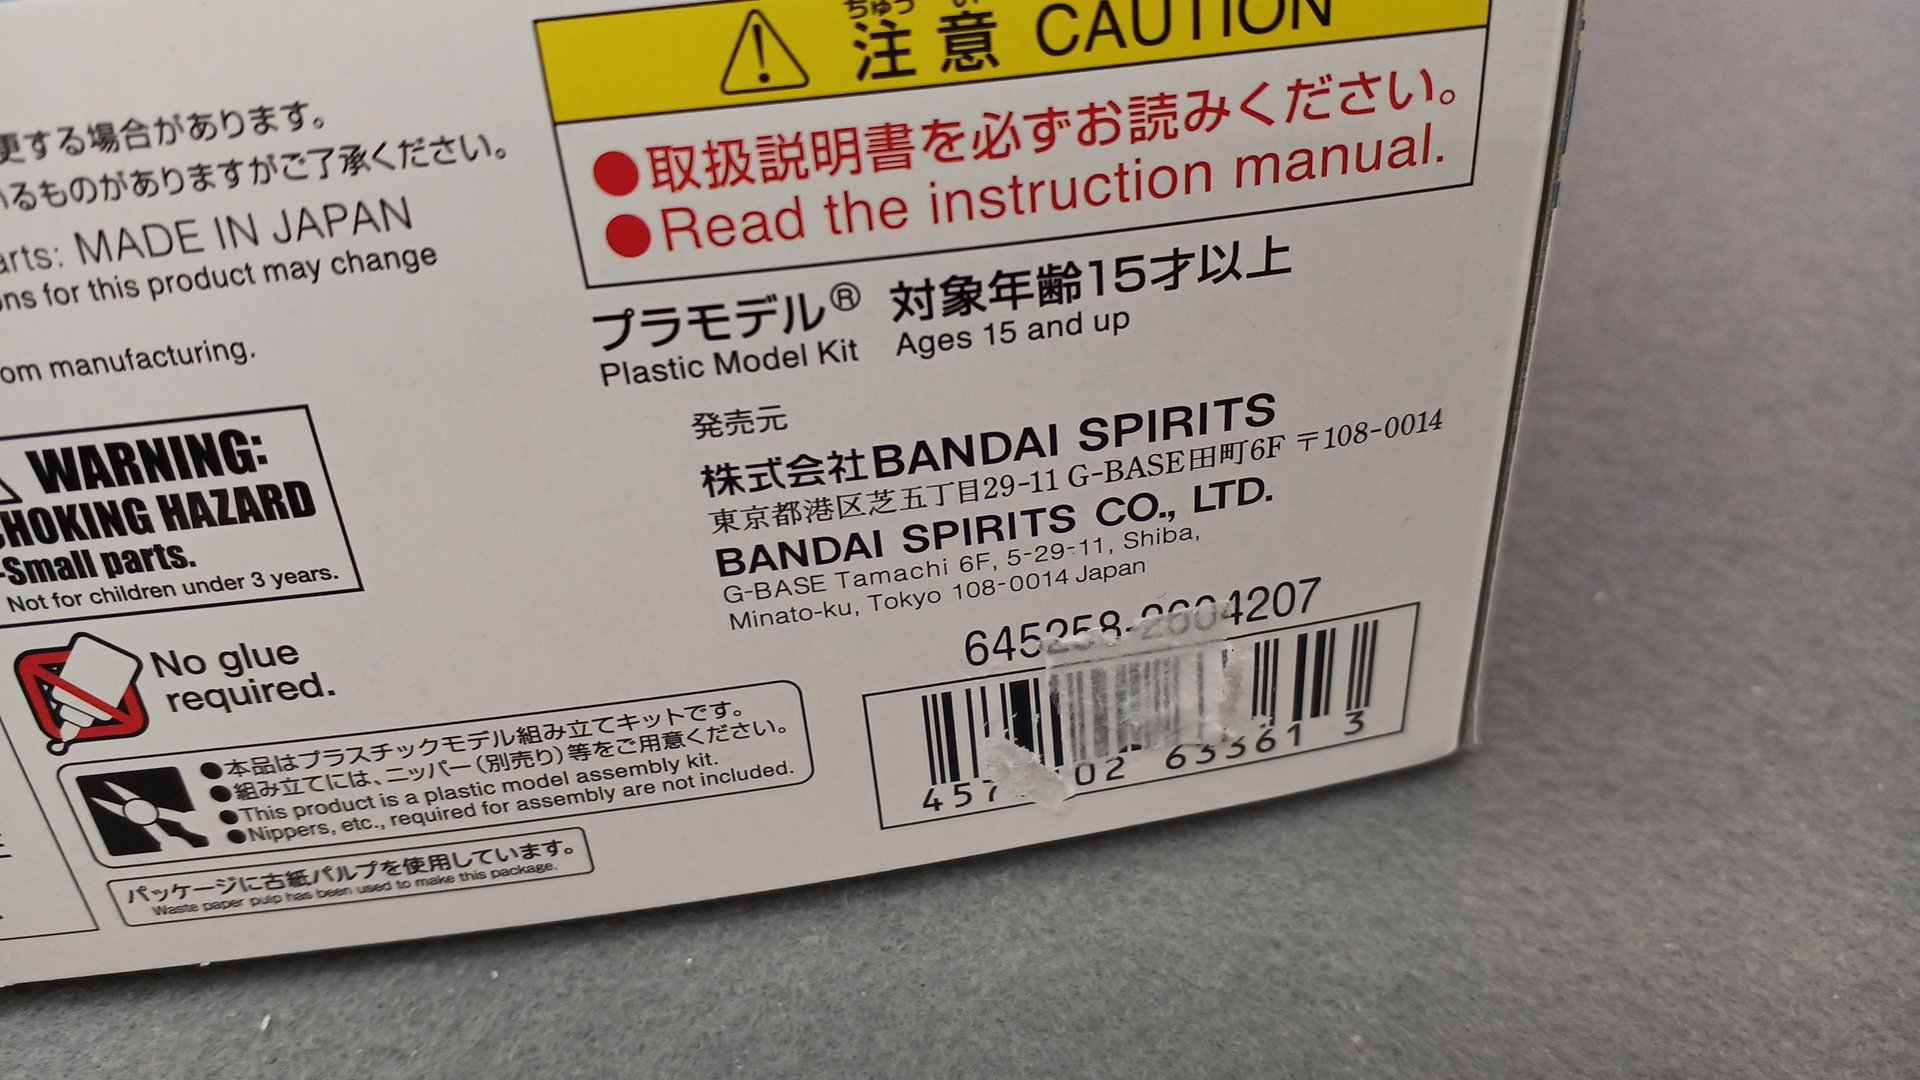 ちゅう い
注意 CAUTION
●取扱説明書を必ずお読みください。
●Read the instruction manual.
更する場合があります。
いるものがありますがご了承ください。
arts: MADE IN JAPAN
ons for this product may change
om manufacturing.
プラモデル® 対象年齢15才以上
Plastic Model Kit Ages 15 and up
発売元
株式会社BANDAI SPIRITS
東京都港区芝五丁目29-11 G-BASE田町6F 〒108-0014
BANDAI SPIRITS CO., LTD.
G-BASE Tamachi 6F, 5-29-11, Shiba,
Minato-ku, Tokyo 108-0014 Japan
WARNING:
CHOKING HAZARD
-Small parts.
Not for children under 3 years.
No glue
required.
●本品はプラスチックモデル組み立てキットです。
●組み立てには、ニッパー(別売り)等をご用意ください。
●This product is a plastic model assembly kit.
●Nippers, etc., required for assembly are not included.
パッケージに古紙パルプを使用しています。
Waste paper pulp has been used to make this package.
645258-2604207
457 02 63361 3